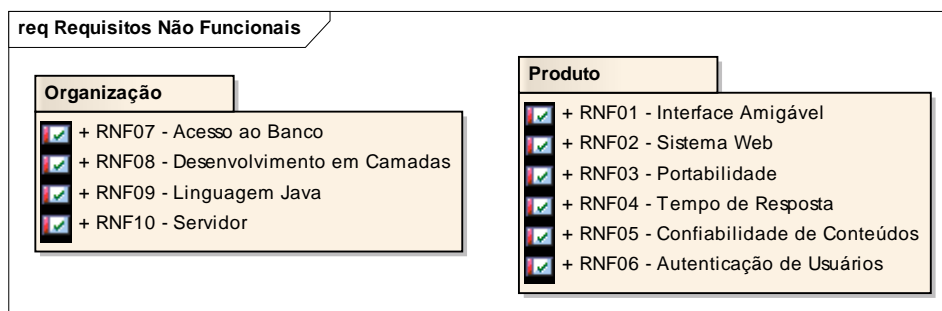 req Requisitos Não Funcionais
Organização
+ RNF07 - Acesso ao Banco
+ RNF08 - Desenvolvimento em Camadas
+ RNF09 - Linguagem Java
+ RNF10 - Servidor
Produto
+ RNF01 - Interface Amigável
+ RNF02 - Sistema Web
+ RNF03 - Portabilidade
+ RNF04 - Tempo de Resposta
+ RNF05 - Confiabilidade de Conteúdos
+ RNF06 - Autenticação de Usuários